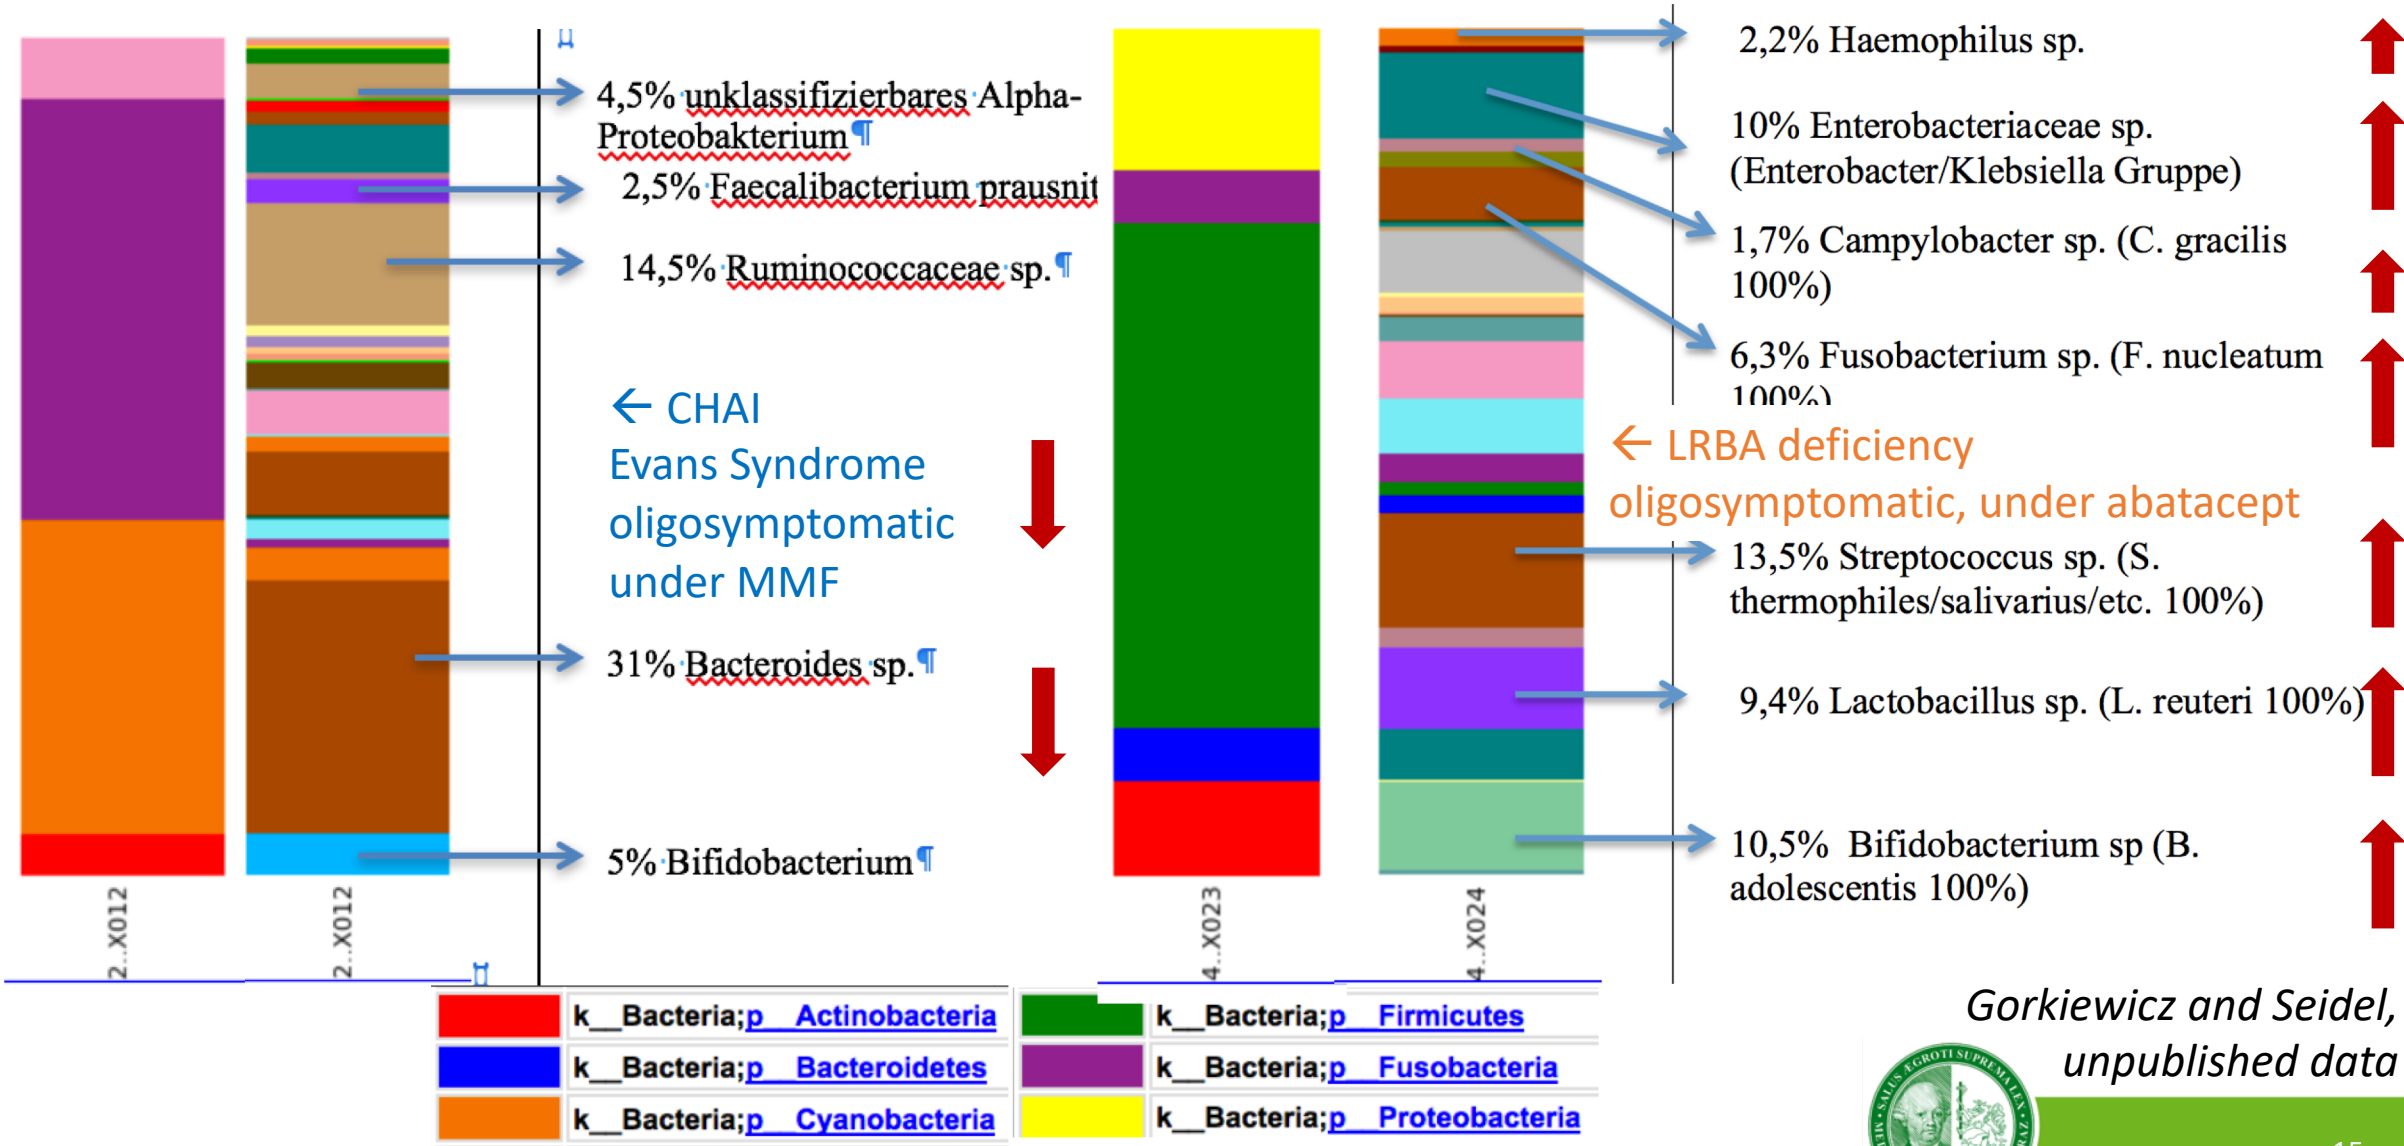 4,5% unklassifizierbares Alpha-
Proteobakterium¶
2,5% Faecalibacterium prausnit
14,5% Ruminococcaceae sp.¶
← CHAI
Evans Syndrome
oligosymptomatic
under MMF
31% Bacteroides sp.¶
5% Bifidobacterium¶
2..X012
2..X012
2,2% Haemophilus sp.
10% Enterobacteriaceae sp.
(Enterobacter/Klebsiella Gruppe)
1,7% Campylobacter sp. (C. gracilis
100%)
6,3% Fusobacterium sp. (F. nucleatum
100%)
← LRBA deficiency
oligosymptomatic, under abatacept
13,5% Streptococcus sp. (S.
thermophiles/salivarius/etc. 100%)
9,4% Lactobacillus sp. (L. reuteri 100%)
10,5% Bifidobacterium sp (B.
adolescentis 100%)
4..X023
4..X024
k__Bacteria;p__Actinobacteria
k__Bacteria;p__Firmicutes
k__Bacteria;p__Bacteroidetes
k__Bacteria;p__Fusobacteria
k__Bacteria;p__Cyanobacteria
k__Bacteria;p__Proteobacteria
Gorkiewicz and Seidel,
unpublished data
SALUS ÆGROTI SUPREMA LEX